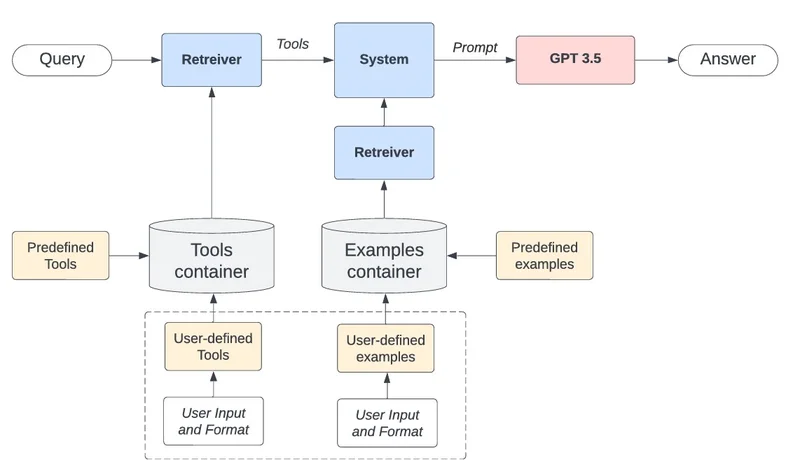 Query
Retreiver
Tools
System
Prompt
GPT 3.5
Answer
Retreiver
Predefined
Tools
Tools
container
Examples
container
Predefined
examples
User-defined
Tools
User-defined
examples
User Input
and Format
User Input
and Format